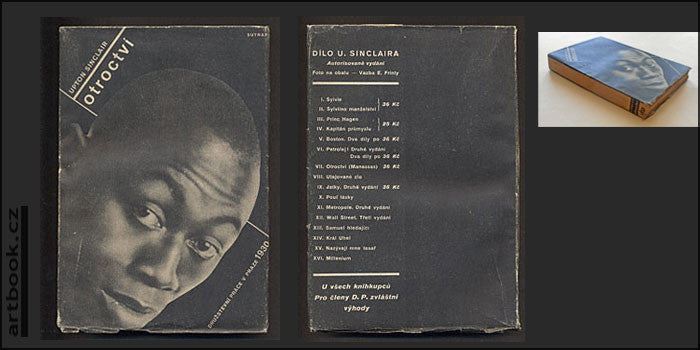 SUTNAR
UPTON SINCLAIR
otroctví
DRUŽSTEVNÍ PRÁCE V PRAZE 1930
DÍLO U. SINCLAIRA
Autorisované vydání
Foto na obalu — Vazba E. Frinty
I. Sylvie
II. Sylviino manželství 36 Kč
III. Princ Hagen
IV. Kapitán průmyslu 95 Kč
V. Boston. Dva díly po 36 Kč
VI. Petrolej! Druhé vydání
Dva díly po 36 Kč
VII. Otroctví (Manassas) 36 Kč
VIII. Utajované zlo
IX. Jatky. Druhé vydání 36 Kč
X. Pouť lásky
XI. Metropole. Druhé vydání
XII. Wall Street. Třetí vydání
XIII. Samuel hledající
XIV. Král Uhel
XV. Nazývají mne tesař
XVI. Millenium
U všech knihkupců
Pro členy D. P. zvláštní
výhody
artbook.cz